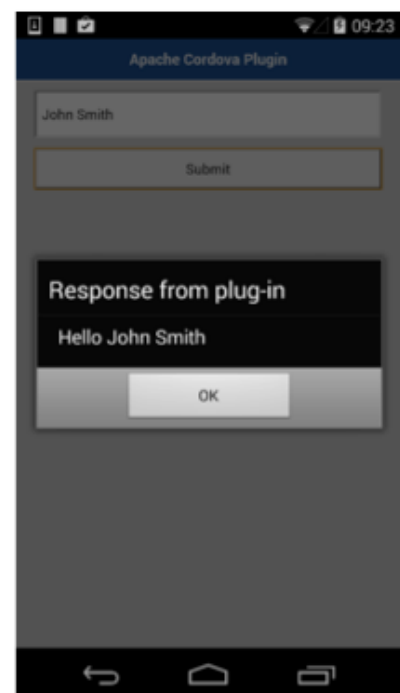 09:23
Apache Cordova Plugin
John Smith
Submit
Response from plug-in
Hello John Smith
OK